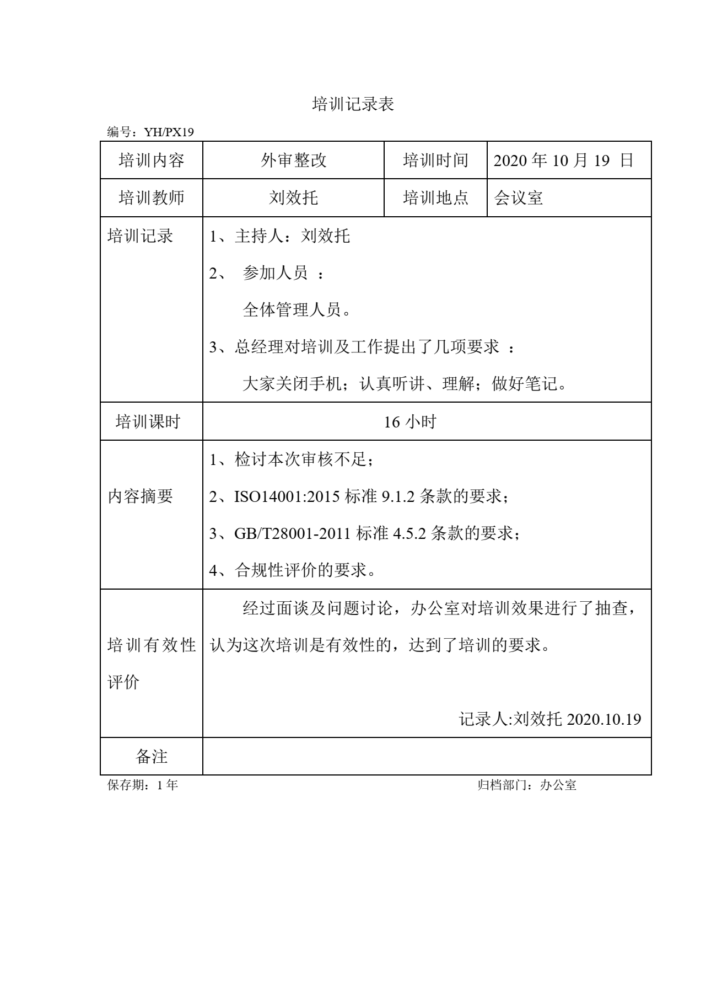 培训记录表
编号：YH/PX19
培训内容 外审整改 培训时间 2020 年 10 月 19 日
培训教师 刘效托 培训地点 会议室
培训记录 1、主持人：刘效托
2、 参加人员 ：
全体管理人员。
3、总经理对培训及工作提出了几项要求 ：
大家关闭手机；认真听讲、理解；做好笔记。
培训课时 16 小时
1、检讨本次审核不足；
内容摘要 2、ISO14001:2015 标准 9.1.2 条款的要求；
3、GB/T28001-2011 标准 4.5.2 条款的要求；
4、合规性评价的要求。
经过面谈及问题讨论，办公室对培训效果进行了抽查，
培训有效性 认为这次培训是有效性的，达到了培训的要求。
评价
记录人:刘效托 2020.10.19
备注
保存期：1 年 归档部门：办公室